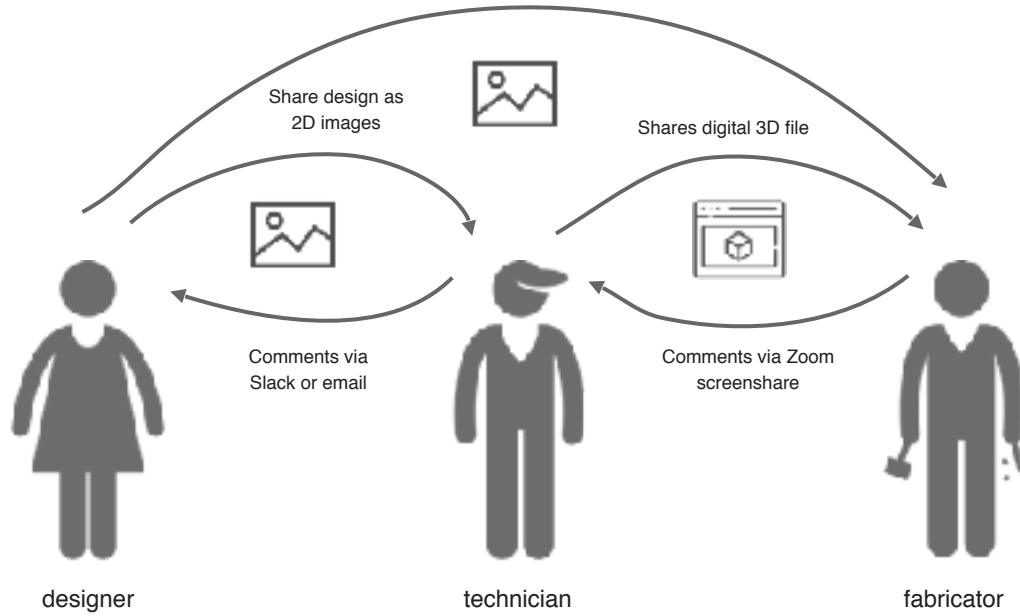 Share design as
2D images
Shares digital 3D file
Comments via
Slack or email
Comments via Zoom
screenshare
designer
technician
fabricator